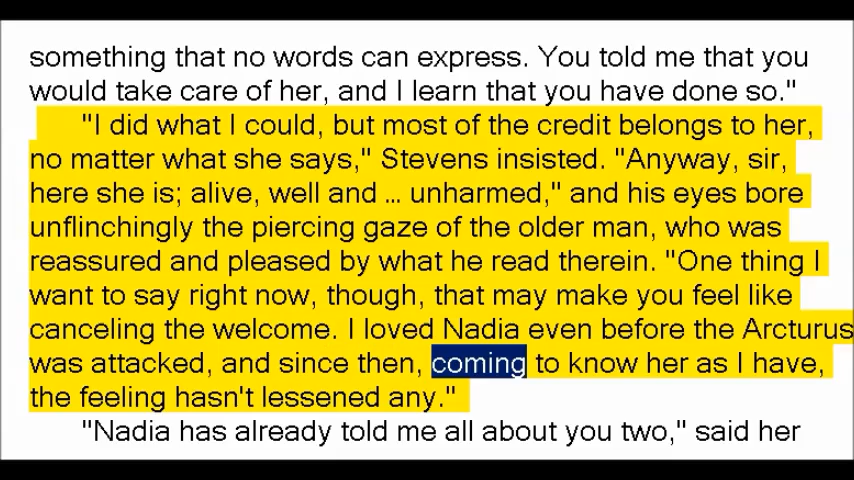 something that no words can express. You told me that you
would take care of her, and I learn that you have done so."
"I did what I could, but most of the credit belongs to her,
no matter what she says," Stevens insisted. "Anyway, sir,
here she is; alive, well and ... unharmed," and his eyes bore
unflinchingly the piercing gaze of the older man, who was
reassured and pleased by what he read therein. "One thing I
want to say right now, though, that may make you feel like
canceling the welcome. I loved Nadia even before the Arcturus
was attacked, and since then, coming to know her as I have,
the feeling hasn't lessened any."
"Nadia has already told me all about you two," said her